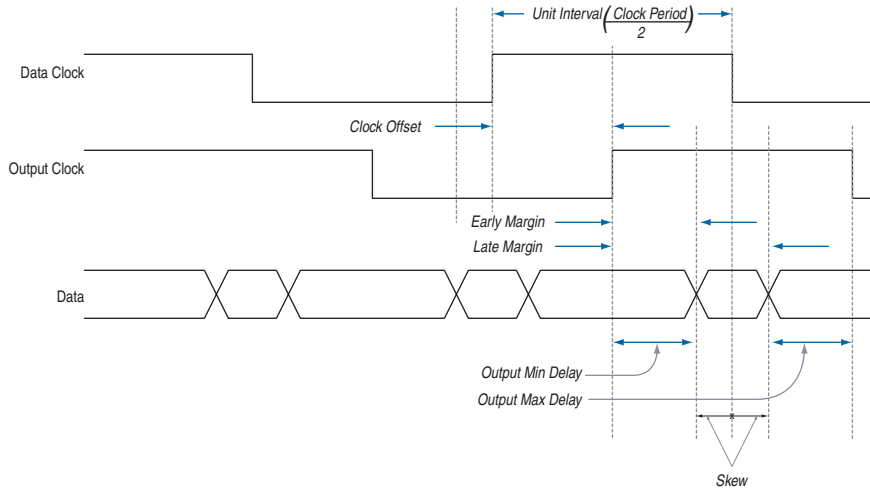 Unit Interval(Clock Period / 2)
Data Clock
Clock Offset
Output Clock
Early Margin
Late Margin
Data
Output Min Delay
Output Max Delay
Skew